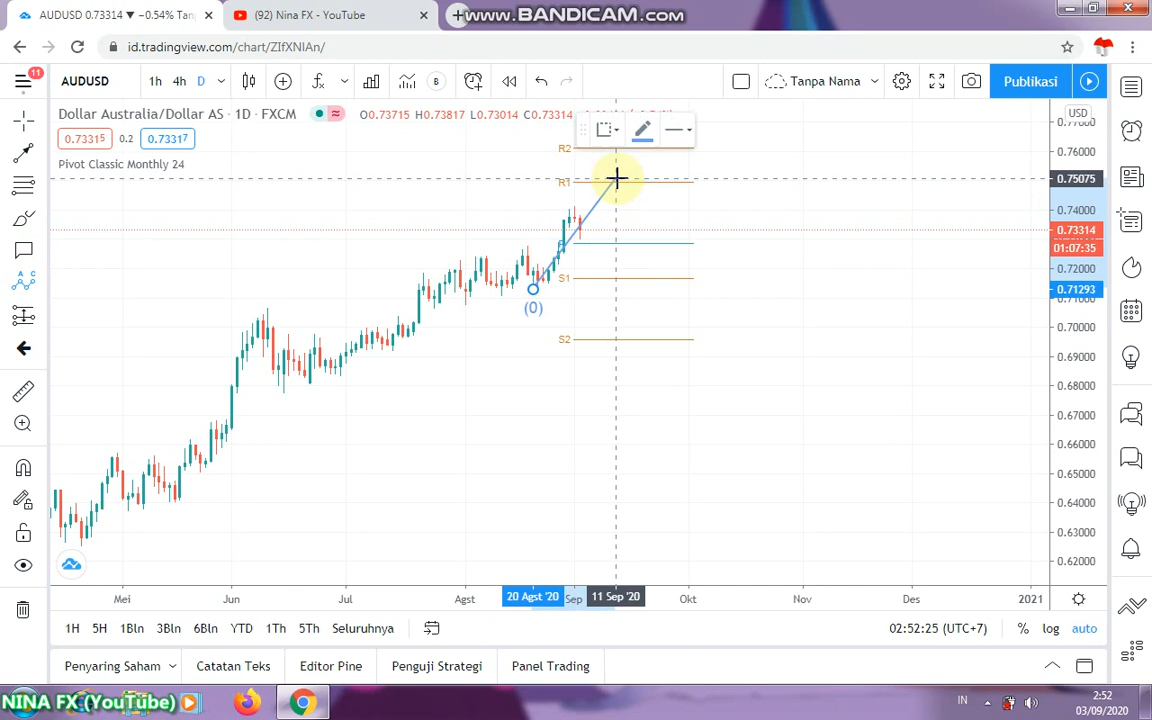 AUDUSD 0.73314 ▼ −0.54% Tan
(92) Nina FX - YouTube
www.BANDICAM.com
id.tradingview.com/chart/ZIfXNIAn/
11
AUDUSD
1h 4h D
B
Tanpa Nama
Publikasi
Dollar Australia/Dollar AS · 1D · FXCM
O0.73715 H0.73817 L0.73014 C0.73314
0.73315 0.2 0.73317
Pivot Classic Monthly 24
USD
R2
R1
P
S1
S2
(0)
A C
0.77000
0.76000
0.75075
0.74000
0.73314
01:07:35
0.72000
0.71293
0.71000
0.70000
0.69000
0.68000
0.67000
0.66000
0.65000
0.64000
0.63000
0.62000
Mei Jun Jul Agst 20 Agst '20 Sep 11 Sep '20 Okt Nov Des 2021
1H 5H 1Bln 3Bln 6Bln YTD 1Th 5Th Seluruhnya
02:52:25 (UTC+7) % log auto
Penyaring Saham Catatan Teks Editor Pine Penguji Strategi Panel Trading
NINA FX (YouTube)
IN
2:52
03/09/2020